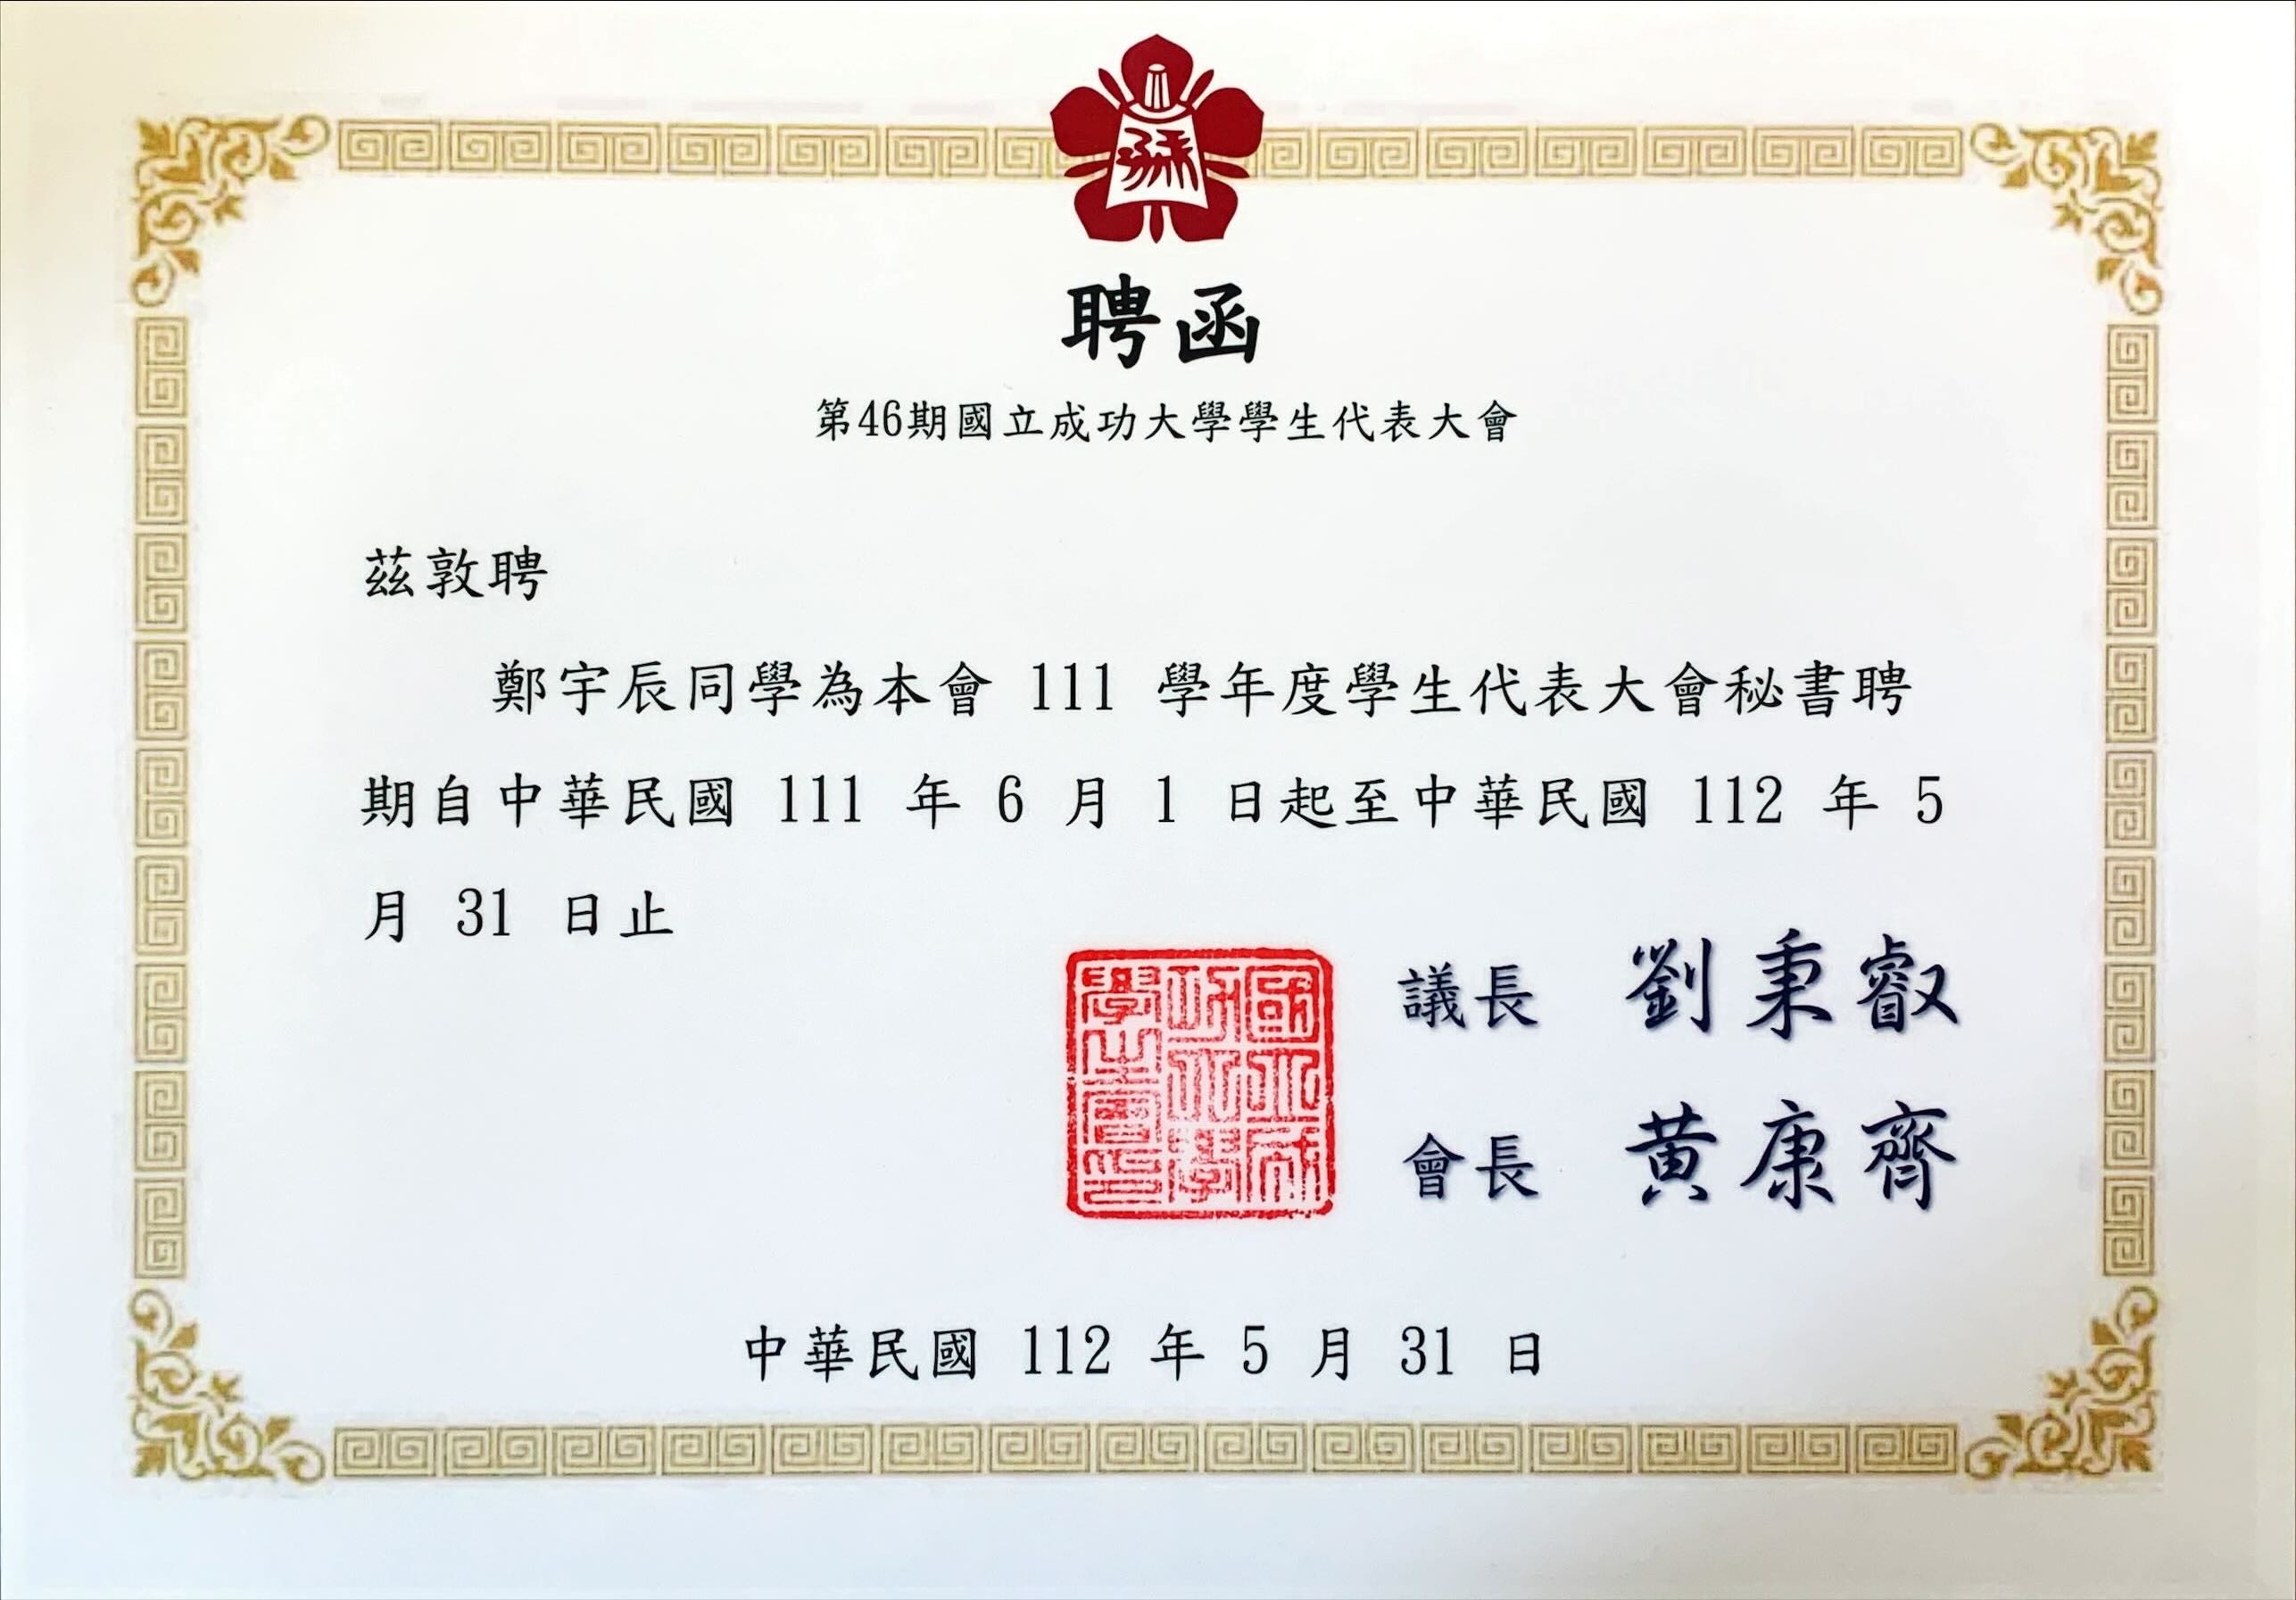 聘函
第46期國立成功大學學生代表大會
茲敦聘
鄭宇辰同學為本會 111 學年度學生代表大會秘書聘
期自中華民國 111 年 6 月 1 日起至中華民國 112 年 5
月 31 日止
國立成
功大學
學生會印
議長 劉秉叡
會長 黃康齊
中華民國 112 年 5 月 31 日